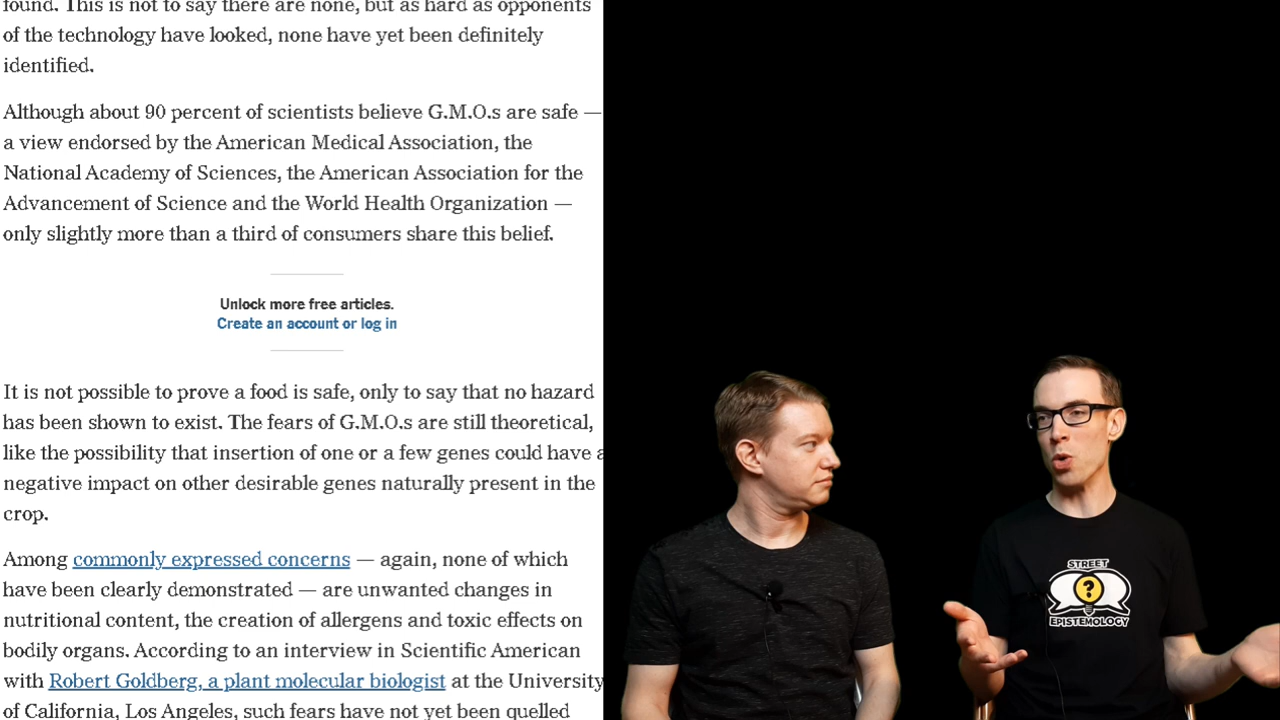 found. This is not to say there are none, but as hard as opponents
of the technology have looked, none have yet been definitely
identified.
Although about 90 percent of scientists believe G.M.O.s are safe —
a view endorsed by the American Medical Association, the
National Academy of Sciences, the American Association for the
Advancement of Science and the World Health Organization —
only slightly more than a third of consumers share this belief.
Unlock more free articles.
Create an account or log in
It is not possible to prove a food is safe, only to say that no hazard
has been shown to exist. The fears of G.M.O.s are still theoretical,
like the possibility that insertion of one or a few genes could have a
negative impact on other desirable genes naturally present in the
crop.
Among commonly expressed concerns — again, none of which
have been clearly demonstrated — are unwanted changes in
nutritional content, the creation of allergens and toxic effects on
bodily organs. According to an interview in Scientific American
with Robert Goldberg, a plant molecular biologist at the University
of California, Los Angeles, such fears have not yet been quelled
STREET
?
EPISTEMOLOGY